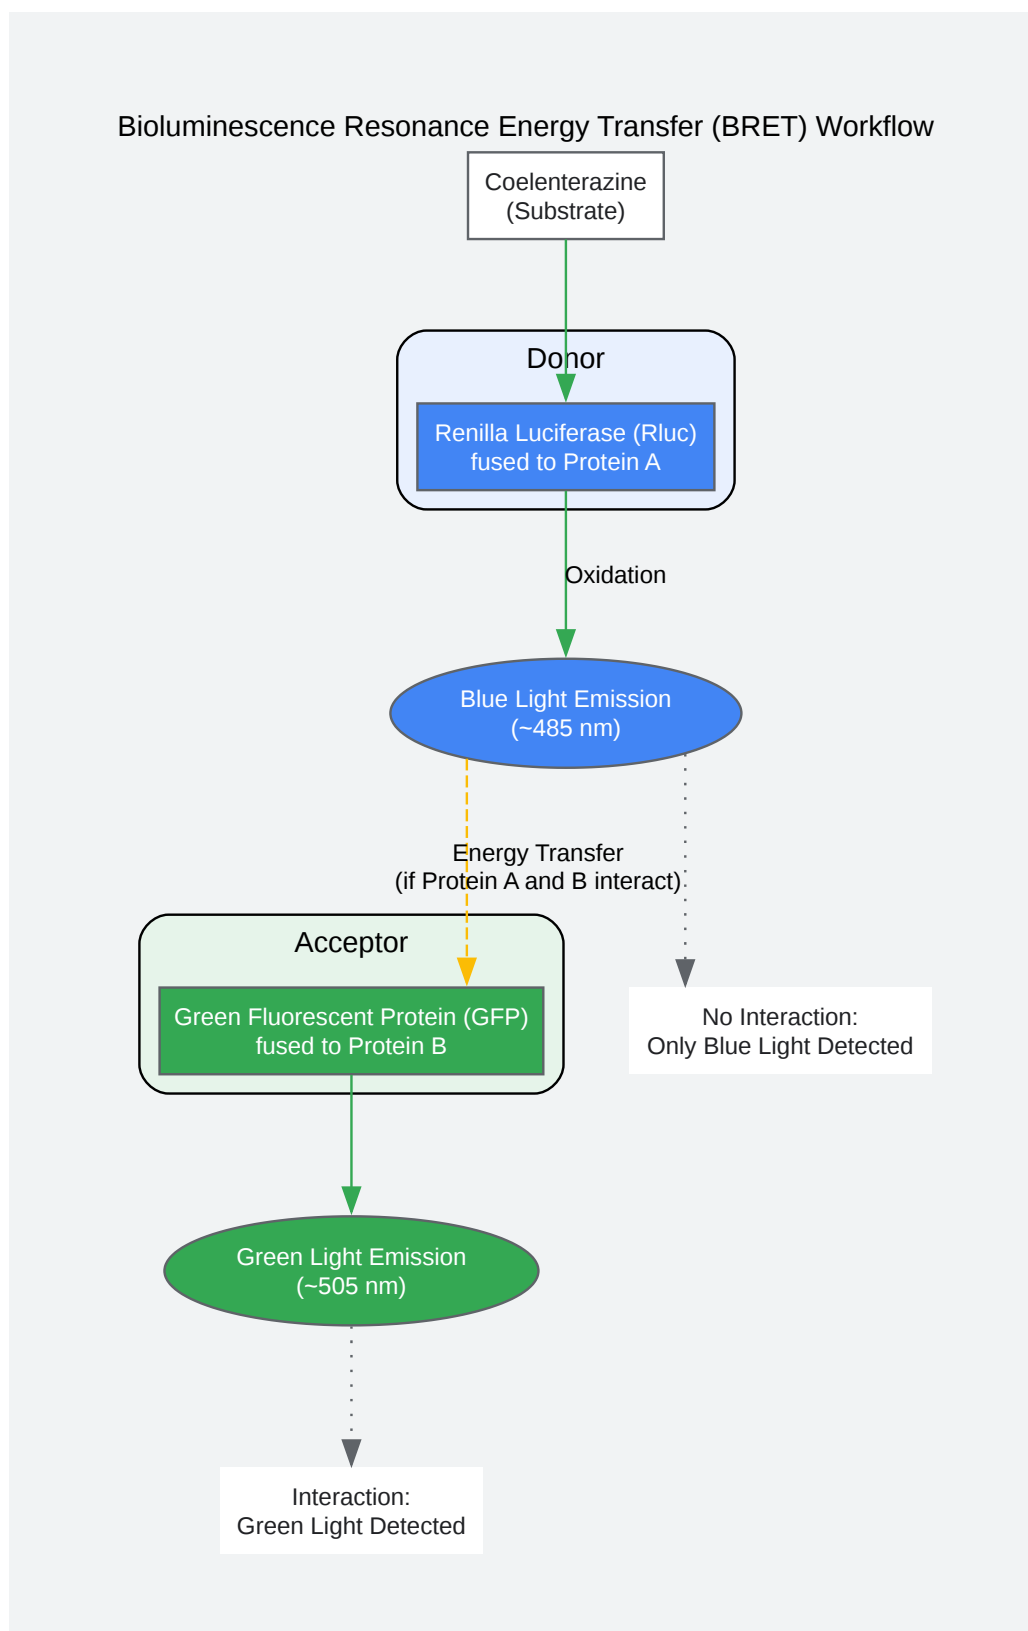 Bioluminescence Resonance Energy Transfer (BRET) Workflow
Coelenterazine
(Substrate)
Donor
Renilla Luciferase (Rluc)
fused to Protein A
Oxidation
Blue Light Emission
(~485 nm)
Energy Transfer
(if Protein A and B interact)
Acceptor
Green Fluorescent Protein (GFP)
fused to Protein B
No Interaction:
Only Blue Light Detected
Green Light Emission
(~505 nm)
Interaction:
Green Light Detected